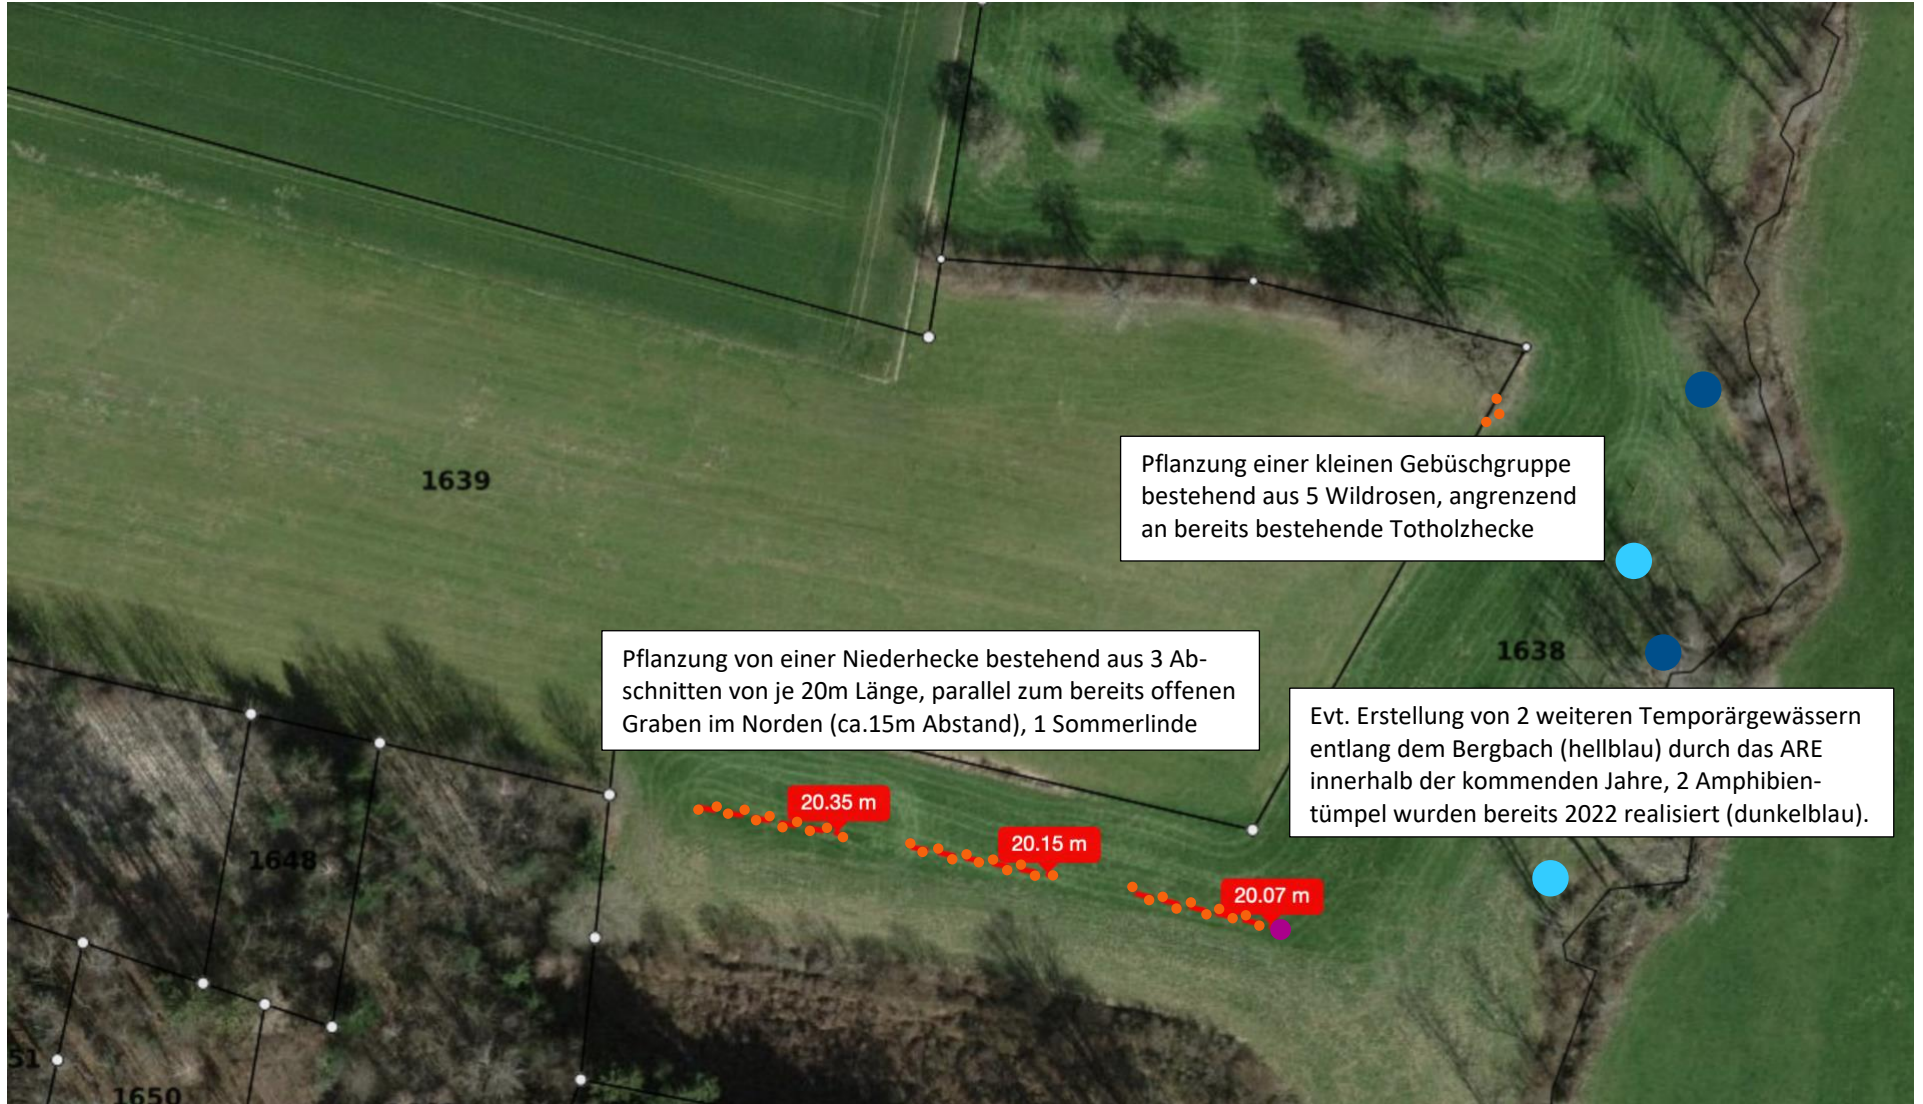 1639
Pflanzung einer kleinen Gebüschgruppe
bestehend aus 5 Wildrosen, angrenzend
an bereits bestehende Totholzhecke
Pflanzung von einer Niederhecke bestehend aus 3 Ab-
schnitten von je 20m Länge, parallel zum bereits offenen
Graben im Norden (ca.15m Abstand), 1 Sommerlinde
1638
Evt. Erstellung von 2 weiteren Temporärgewässern
entlang dem Bergbach (hellblau) durch das ARE
innerhalb der kommenden Jahre, 2 Amphibien-
tümpel wurden bereits 2022 realisiert (dunkelblau).
20.35 m
20.15 m
20.07 m
1648
51
1650